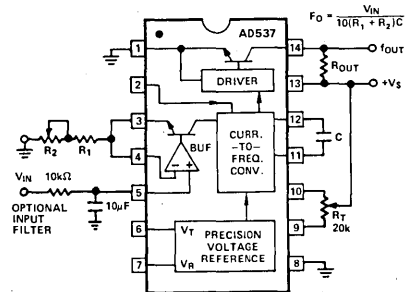 AD537
F_O = V_IN / 10(R_1 + R_2)C
1
14
f_OUT
R_OUT
DRIVER
2
13
+V_S
3
12
C
R_2
R_1
BUF
CURR.
-TO-
FREQ.
CONV.
4
11
V_IN
10kΩ
5
10
OPTIONAL
INPUT
FILTER
10μF
R_T
20k
6
V_T
PRECISION
VOLTAGE
REFERENCE
9
7
V_R
8